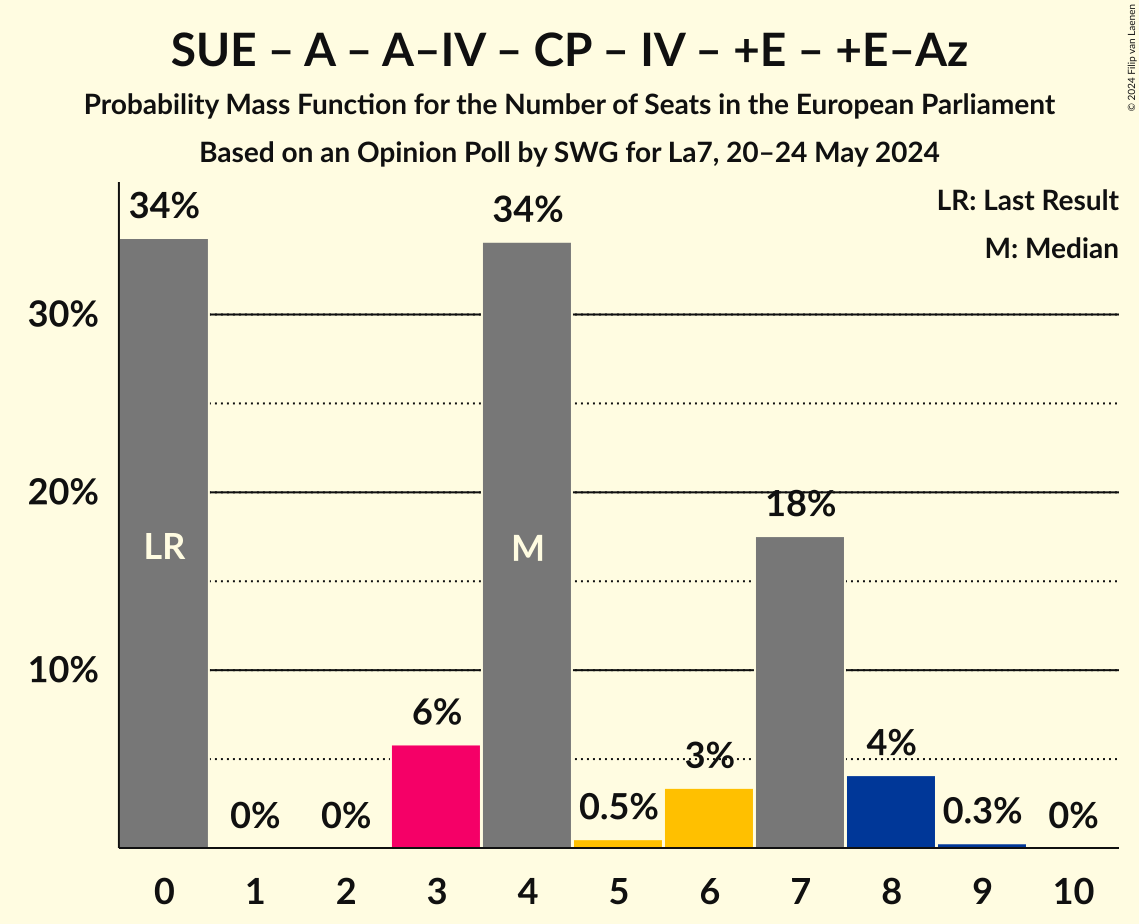 SUE – A – A–IV – CP – IV – +E – +E–Az
Probability Mass Function for the Number of Seats in the European Parliament
Based on an Opinion Poll by SWG for La7, 20–24 May 2024
© 2024 Filip van Laenen
LR: Last Result
M: Median
34%
34%
30%
20%
18%
LR
M
10%
6%
3%
4%
0%
0%
0.5%
0.3%
0%
0 1 2 3 4 5 6 7 8 9 10